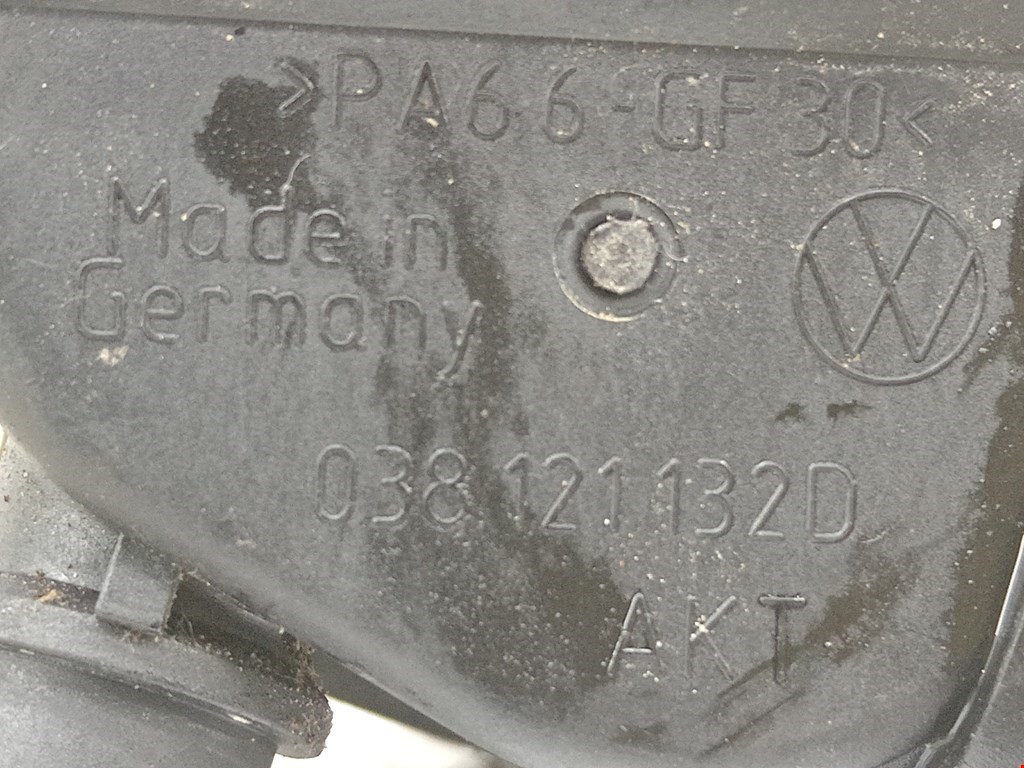 >PA66-GF30<
Made in
Germany
038 121 132D
AKT